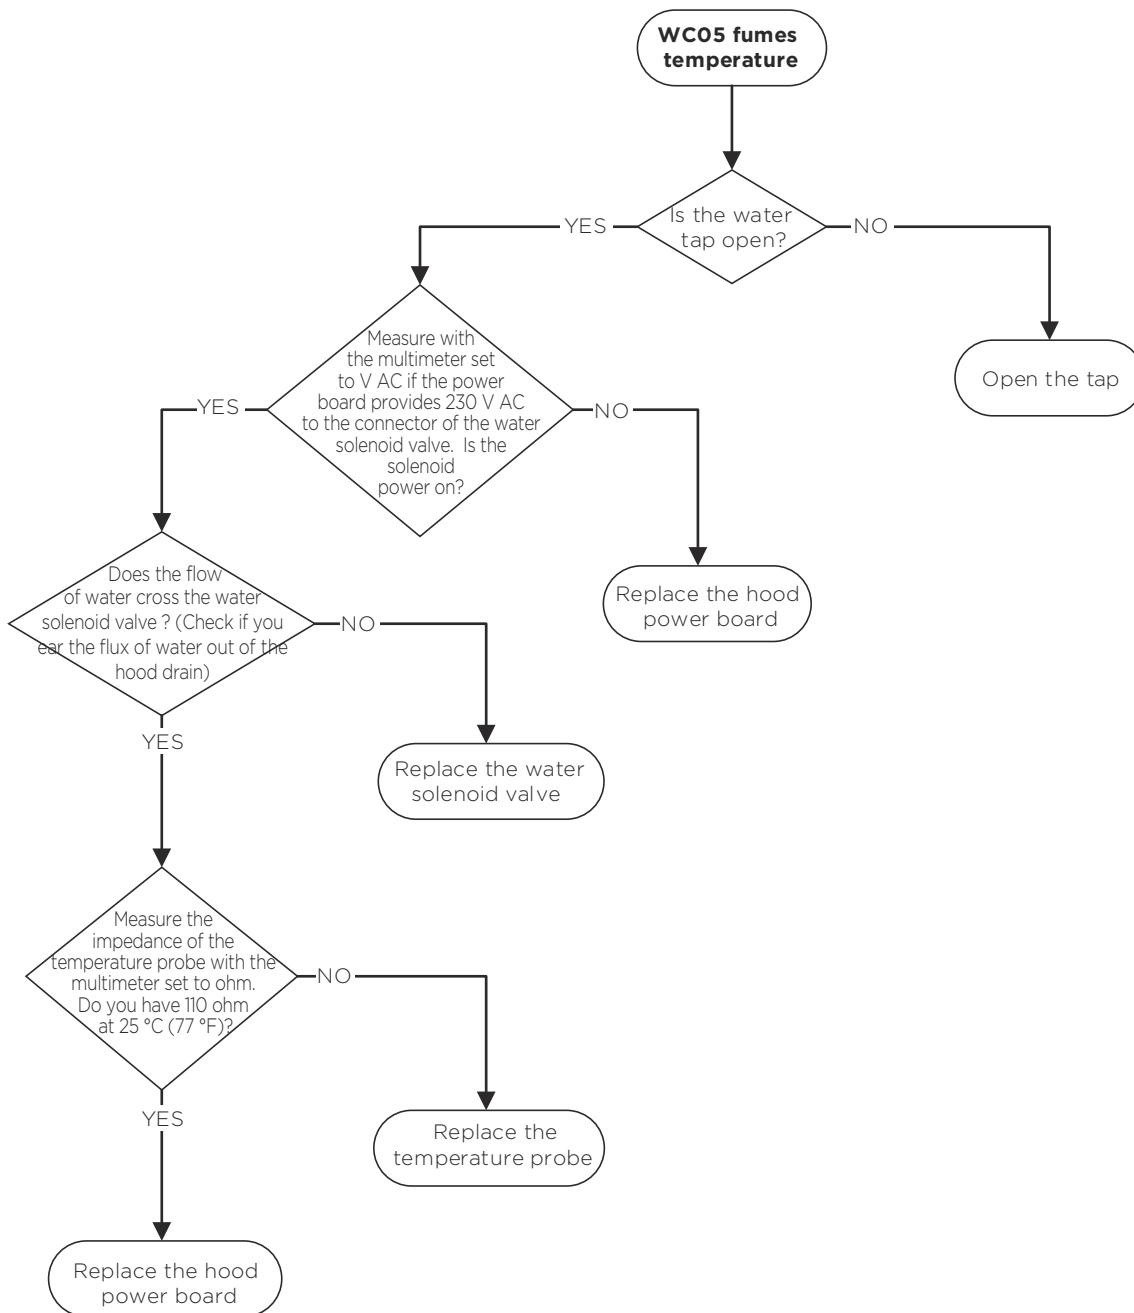 WC05 fumes
temperature
Is the water
tap open?
YES
NO
Measure with
the multimeter set
to V AC if the power
board provides 230 V AC
to the connector of the water
solenoid valve. Is the
solenoid
power on?
Open the tap
YES
NO
Does the flow
of water cross the water
solenoid valve ? (Check if you
ear the flux of water out of the
hood drain)
Replace the hood
power board
NO
YES
Replace the water
solenoid valve
Measure the
impedance of the
temperature probe with the
multimeter set to ohm.
Do you have 110 ohm
at 25 °C (77 °F)?
NO
YES
Replace the
temperature probe
Replace the hood
power board